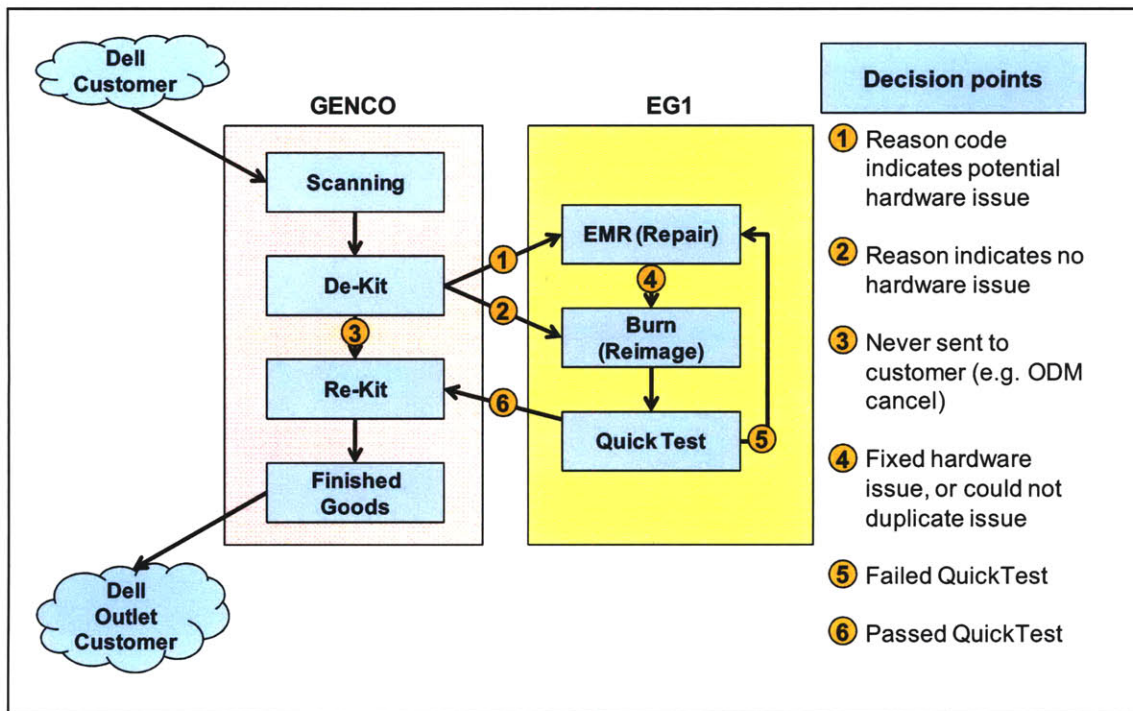 Dell
Customer
GENCO
EG1
Decision points
Scanning
De-Kit
Re-Kit
Finished
Goods
EMR (Repair)
Burn
(Reimage)
QuickTest
1
2
3
4
5
6
Dell
Outlet
Customer
1 Reason code
indicates potential
hardware issue
2 Reason indicates no
hardware issue
3 Never sent to
customer (e.g. ODM
cancel)
4 Fixed hardware
issue, or could not
duplicate issue
5 Failed QuickTest
6 Passed QuickTest